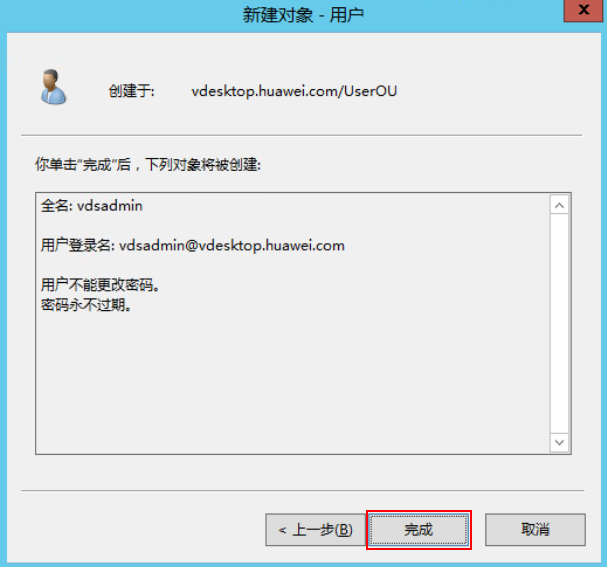 新建对象 - 用户
x
创建于: vdesktop.huawei.com/UserOU
你单击“完成”后，下列对象将被创建:
全名: vdsadmin
用户登录名: vdsadmin@vdesktop.huawei.com
用户不能更改密码。
密码永不过期。
< 上一步(B) 完成 取消